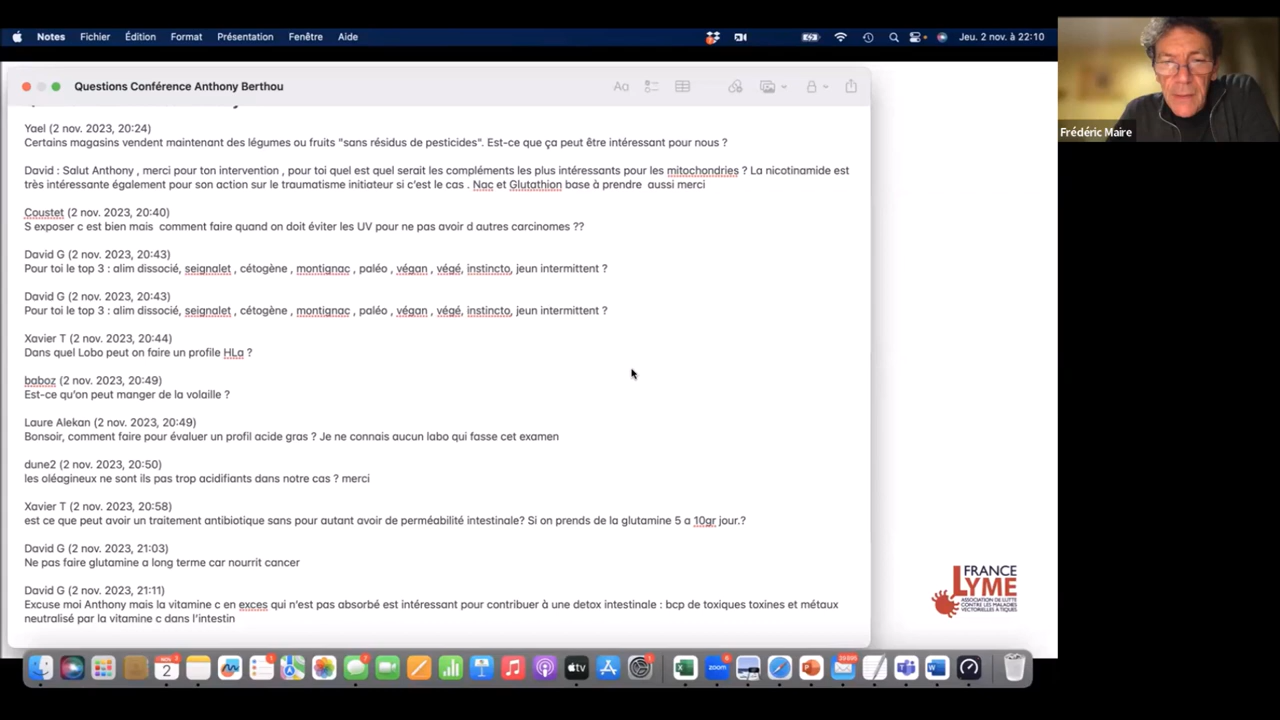 Notes Fichier Édition Format Présentation Fenêtre Aide Jeu. 2 nov. à 22:10
Questions Conférence Anthony Berthou
Yael (2 nov. 2023, 20:24)
Certains magasins vendent maintenant des légumes ou fruits "sans résidus de pesticides". Est-ce que ça peut être intéressant pour nous ?
David : Salut Anthony , merci pour ton intervention , pour toi quel est quel serait les compléments les plus intéressants pour les mitochondries ? La nicotinamide est
très intéressante également pour son action sur le traumatisme initiateur si c'est le cas . Nac et Glutathion base à prendre aussi merci
Coustet (2 nov. 2023, 20:40)
S exposer c est bien mais comment faire quand on doit éviter les UV pour ne pas avoir d autres carcinomes ??
David G (2 nov. 2023, 20:43)
Pour toi le top 3 : alim dissocié, seignalet , cétogène , montignac , paléo , végan , végé, instincto, jeun intermittent ?
David G (2 nov. 2023, 20:43)
Pour toi le top 3 : alim dissocié, seignalet , cétogène , montignac , paléo , végan , végé, instincto, jeun intermittent ?
Xavier T (2 nov. 2023, 20:44)
Dans quel Lobo peut on faire un profile HLa ?
baboz (2 nov. 2023, 20:49)
Est-ce qu'on peut manger de la volaille ?
Laure Alekan (2 nov. 2023, 20:49)
Bonsoir, comment faire pour évaluer un profil acide gras ? Je ne connais aucun labo qui fasse cet examen
dune2 (2 nov. 2023, 20:50)
les oléagineux ne sont ils pas trop acidifiants dans notre cas ? merci
Xavier T (2 nov. 2023, 20:58)
est ce que peut avoir un traitement antibiotique sans pour autant avoir de perméabilité intestinale? Si on prends de la glutamine 5 a 10gr jour.?
David G (2 nov. 2023, 21:03)
Ne pas faire glutamine a long terme car nourrit cancer
David G (2 nov. 2023, 21:11)
Excuse moi Anthony mais la vitamine c en exces qui n'est pas absorbé est intéressant pour contribuer à une detox intestinale : bcp de toxiques toxines et métaux
neutralisé par la vitamine c dans l'intestin
Frédéric Maire
FRANCE
LYME
ASSOCIATION DE LUTTE
CONTRE LES MALADIES
VECTORIELLES À TIQUES
tv
zoom